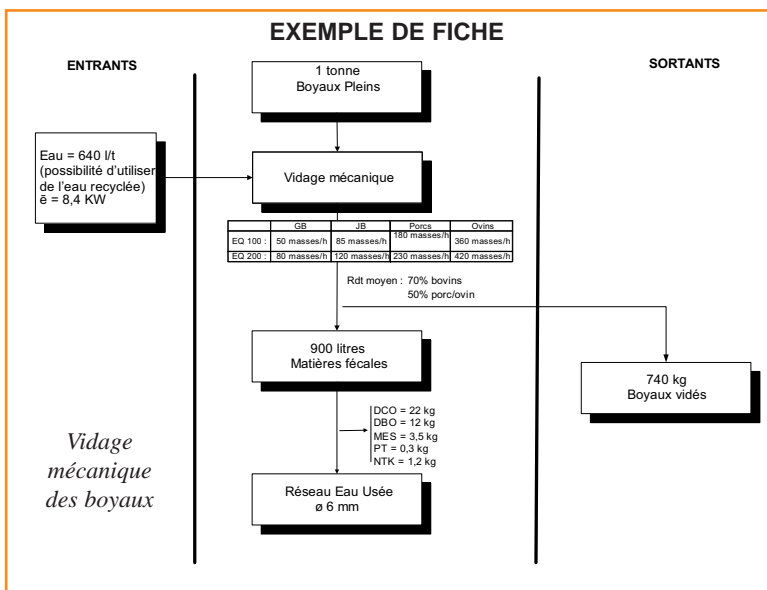 EXEMPLE DE FICHE
ENTRANTS
SORTANTS
1 tonne
Boyaux Pleins
Eau = 640 l/t
(possibilité d'utiliser
de l'eau recyclée)
ē = 8,4 KW
Vidage mécanique
GB JB Porcs Ovins
EQ 100 : 50 masses/h 85 masses/h 180 masses/h 360 masses/h
EQ 200 : 80 masses/h 120 masses/h 230 masses/h 420 masses/h
Rdt moyen : 70% bovins
50% porc/ovin
900 litres
Matières fécales
740 kg
Boyaux vidés
DCO = 22 kg
DBO = 12 kg
MES = 3,5 kg
PT = 0,3 kg
NTK = 1,2 kg
Vidage
mécanique
des boyaux
Réseau Eau Usée
ø 6 mm